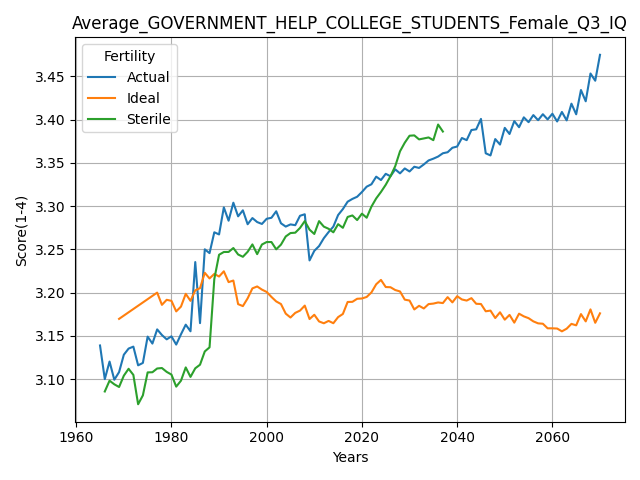 Average_GOVERNMENT_HELP_COLLEGE_STUDENTS_Female_Q3_IQ
Fertility
Actual
Ideal
Sterile
Score(1-4)
3.45
3.40
3.35
3.30
3.25
3.20
3.15
3.10
1960 1980 2000 2020 2040 2060
Years